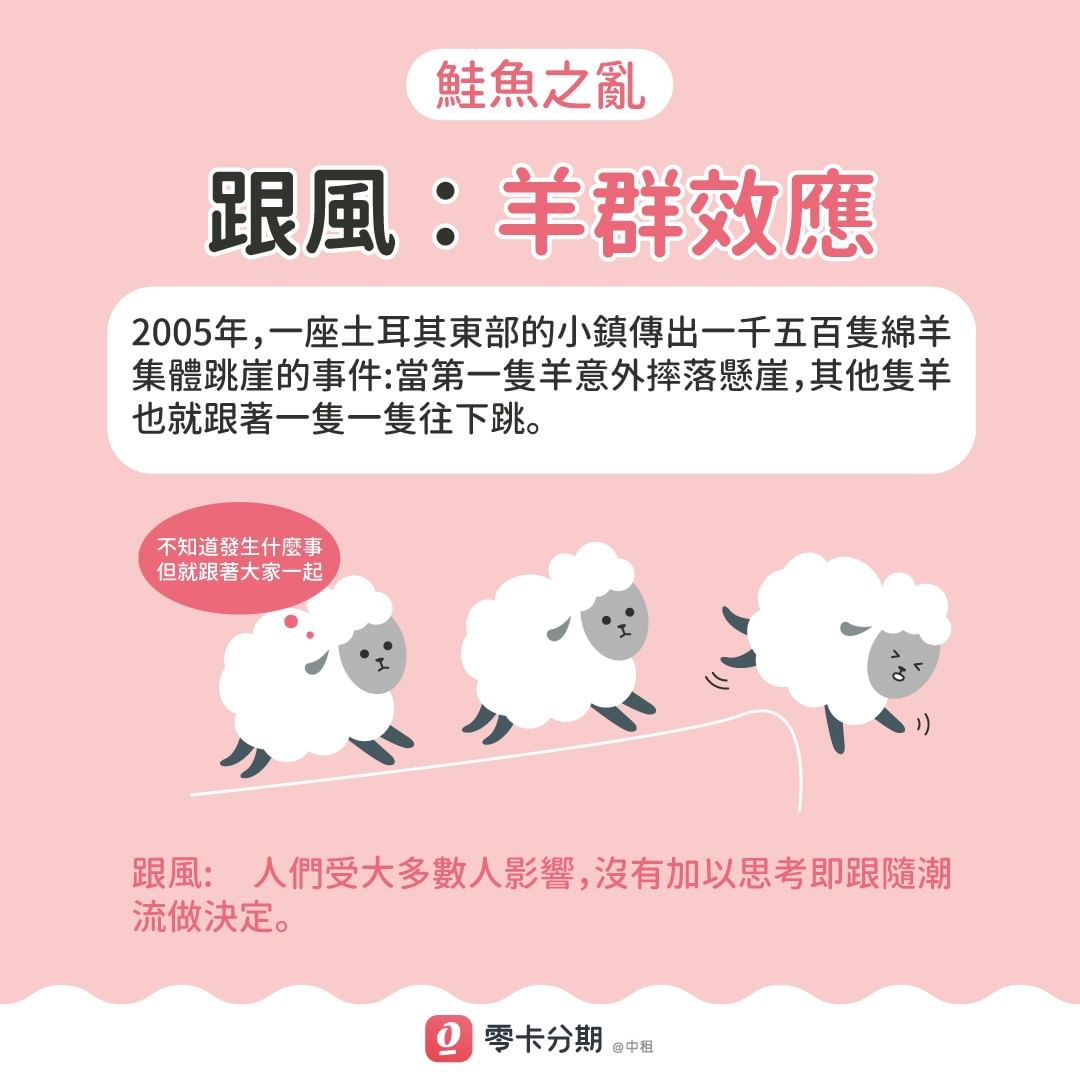 鮭魚之亂
跟風：羊群效應
2005年，一座土耳其東部的小鎮傳出一千五百隻綿羊
集體跳崖的事件:當第一隻羊意外摔落懸崖，其他隻羊
也就跟著一隻一隻往下跳。
不知道發生什麼事
但就跟著大家一起
跟風:　人們受大多數人影響，沒有加以思考即跟隨潮
流做決定。
零卡分期 @中租